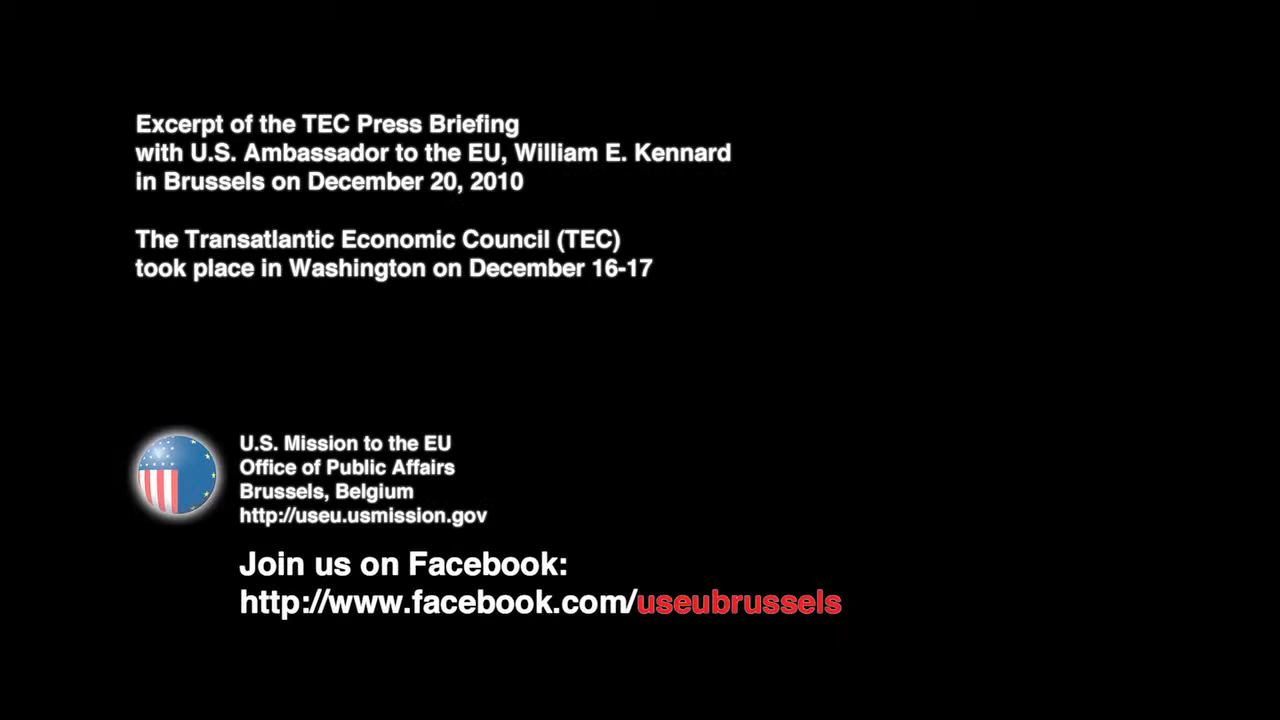 Excerpt of the TEC Press Briefing
with U.S. Ambassador to the EU, William E. Kennard
in Brussels on December 20, 2010
The Transatlantic Economic Council (TEC)
took place in Washington on December 16-17
U.S. Mission to the EU
Office of Public Affairs
Brussels, Belgium
http://useu.usmission.gov
Join us on Facebook:
http://www.facebook.com/useubrussels